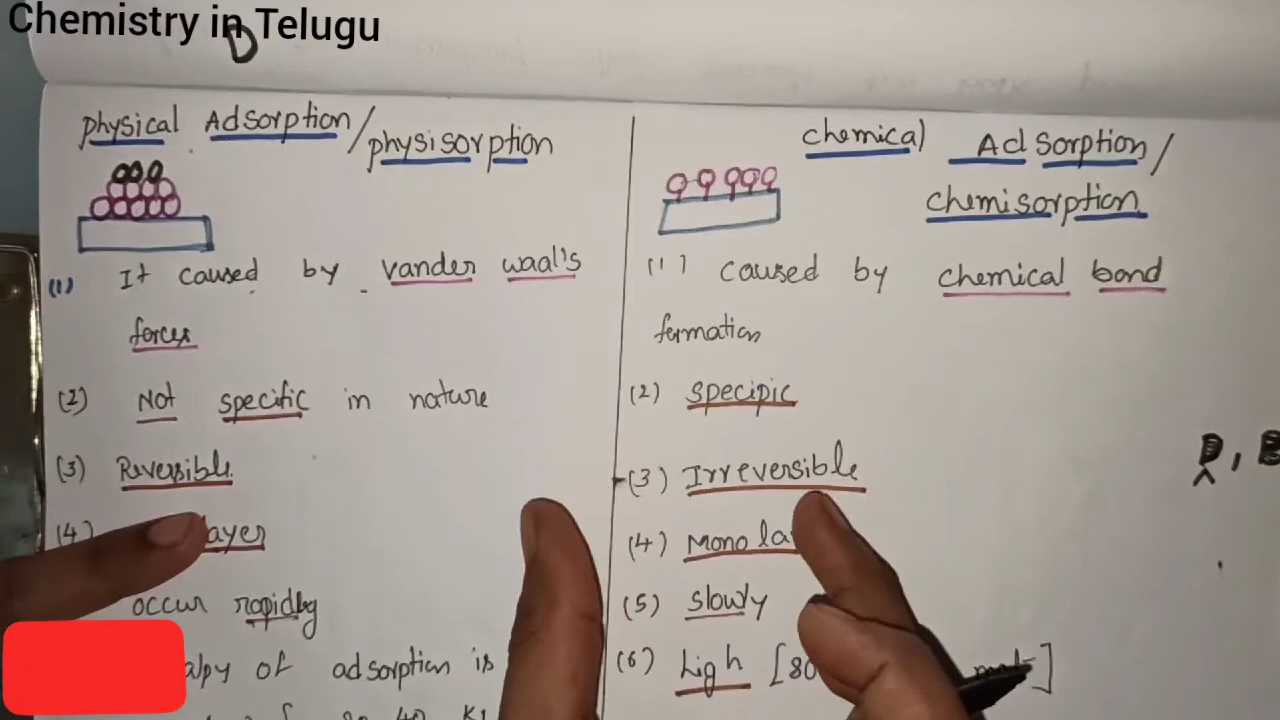 Chemistry in Telugu
D
physical Adsorption/
physisorption
(1) It caused by vander waal's
forces
(2) Not specific in nature
(3) Reversible
(4) layer
occur rapidly
alpy of adsorption is
chemical Adsorption/
chemisorption
(1) caused by chemical bond
formation
(2) specipic
(3) Irreversible
(4) Mono la
(5) slowly
(6) high [80 ]